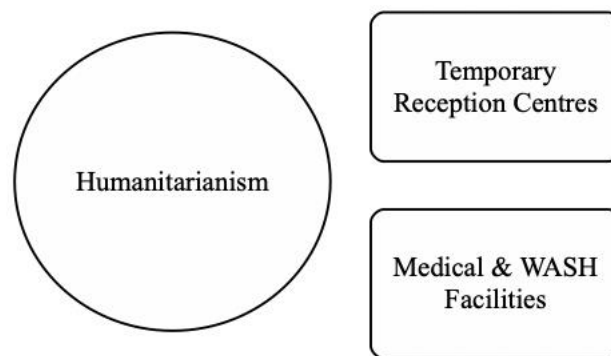 Humanitarianism
Temporary
Reception Centres
Medical & WASH
Facilities